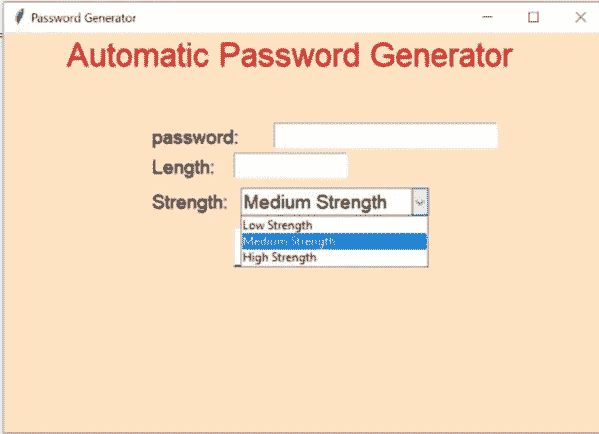 Password Generator
Automatic Password Generator
password:
Length:
Strength: Medium Strength
Low Strength
Medium Strength
High Strength